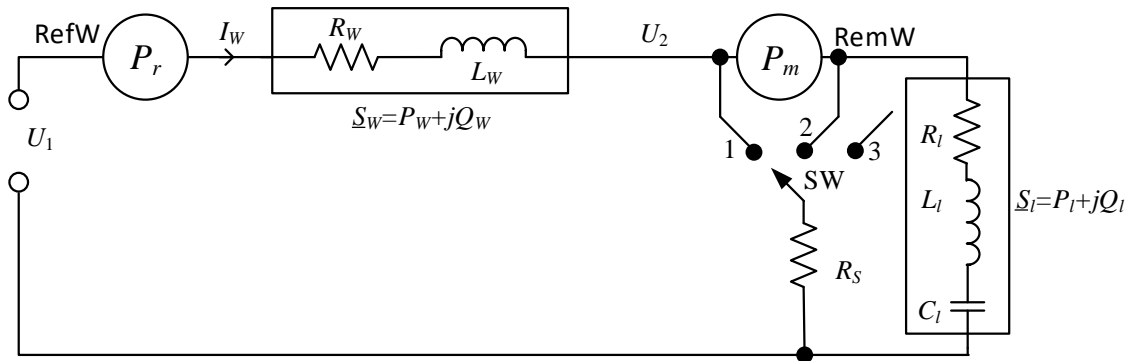 RefW
P_r
I_W
R_W
L_W
S_W=P_W+jQ_W
U_2
P_m
RemW
U_1
1
2
3
SW
R_S
R_l
L_l
C_l
S_l=P_l+jQ_l